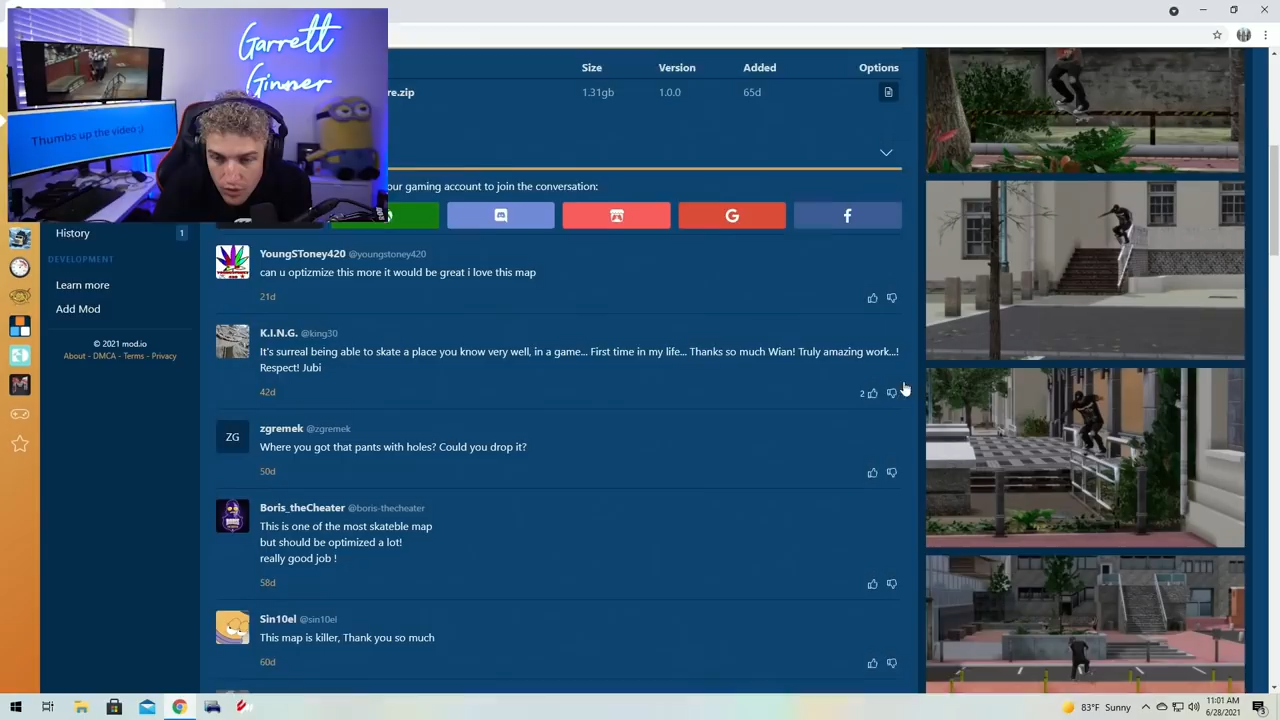 Garrett
Ginner
Thumbs up the video ;)
Size
Version
Added
Options
re.zip
1.31gb
1.0.0
65d
our gaming account to join the conversation:
History
1
DEVELOPMENT
Learn more
Add Mod
© 2021 mod.io
About - DMCA - Terms - Privacy
YoungSToney420 @youngstoney420
can u optizmize this more it would be great i love this map
21d
K.I.N.G. @king30
It's surreal being able to skate a place you know very well, in a game... First time in my life... Thanks so much Wian! Truly amazing work...!
Respect! Jubi
42d
2
ZG
zgremek @zgremek
Where you got that pants with holes? Could you drop it?
50d
Boris_theCheater @boris-thecheater
This is one of the most skateble map
but should be optimized a lot!
really good job !
58d
Sin10el @sin10el
This map is killer, Thank you so much
60d
83°F Sunny
11:01 AM
6/28/2021
3